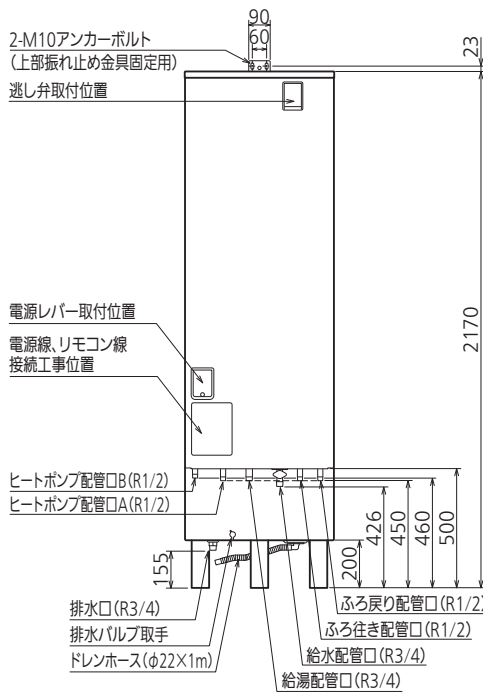 90
60
23
2-M10アンカーボルト
(上部振れ止め金具固定用)
逃し弁取付位置
2170
電源レバー取付位置
電源線、リモコン線
接続工事位置
ヒートポンプ配管口B(R1/2)
ヒートポンプ配管口A(R1/2)
155
200
426
450
460
500
排水口(R3/4)
排水バルブ取手
ドレンホース(φ22×1m)
ふろ戻り配管口(R1/2)
ふろ往き配管口(R1/2)
給水配管口(R3/4)
給湯配管口(R3/4)